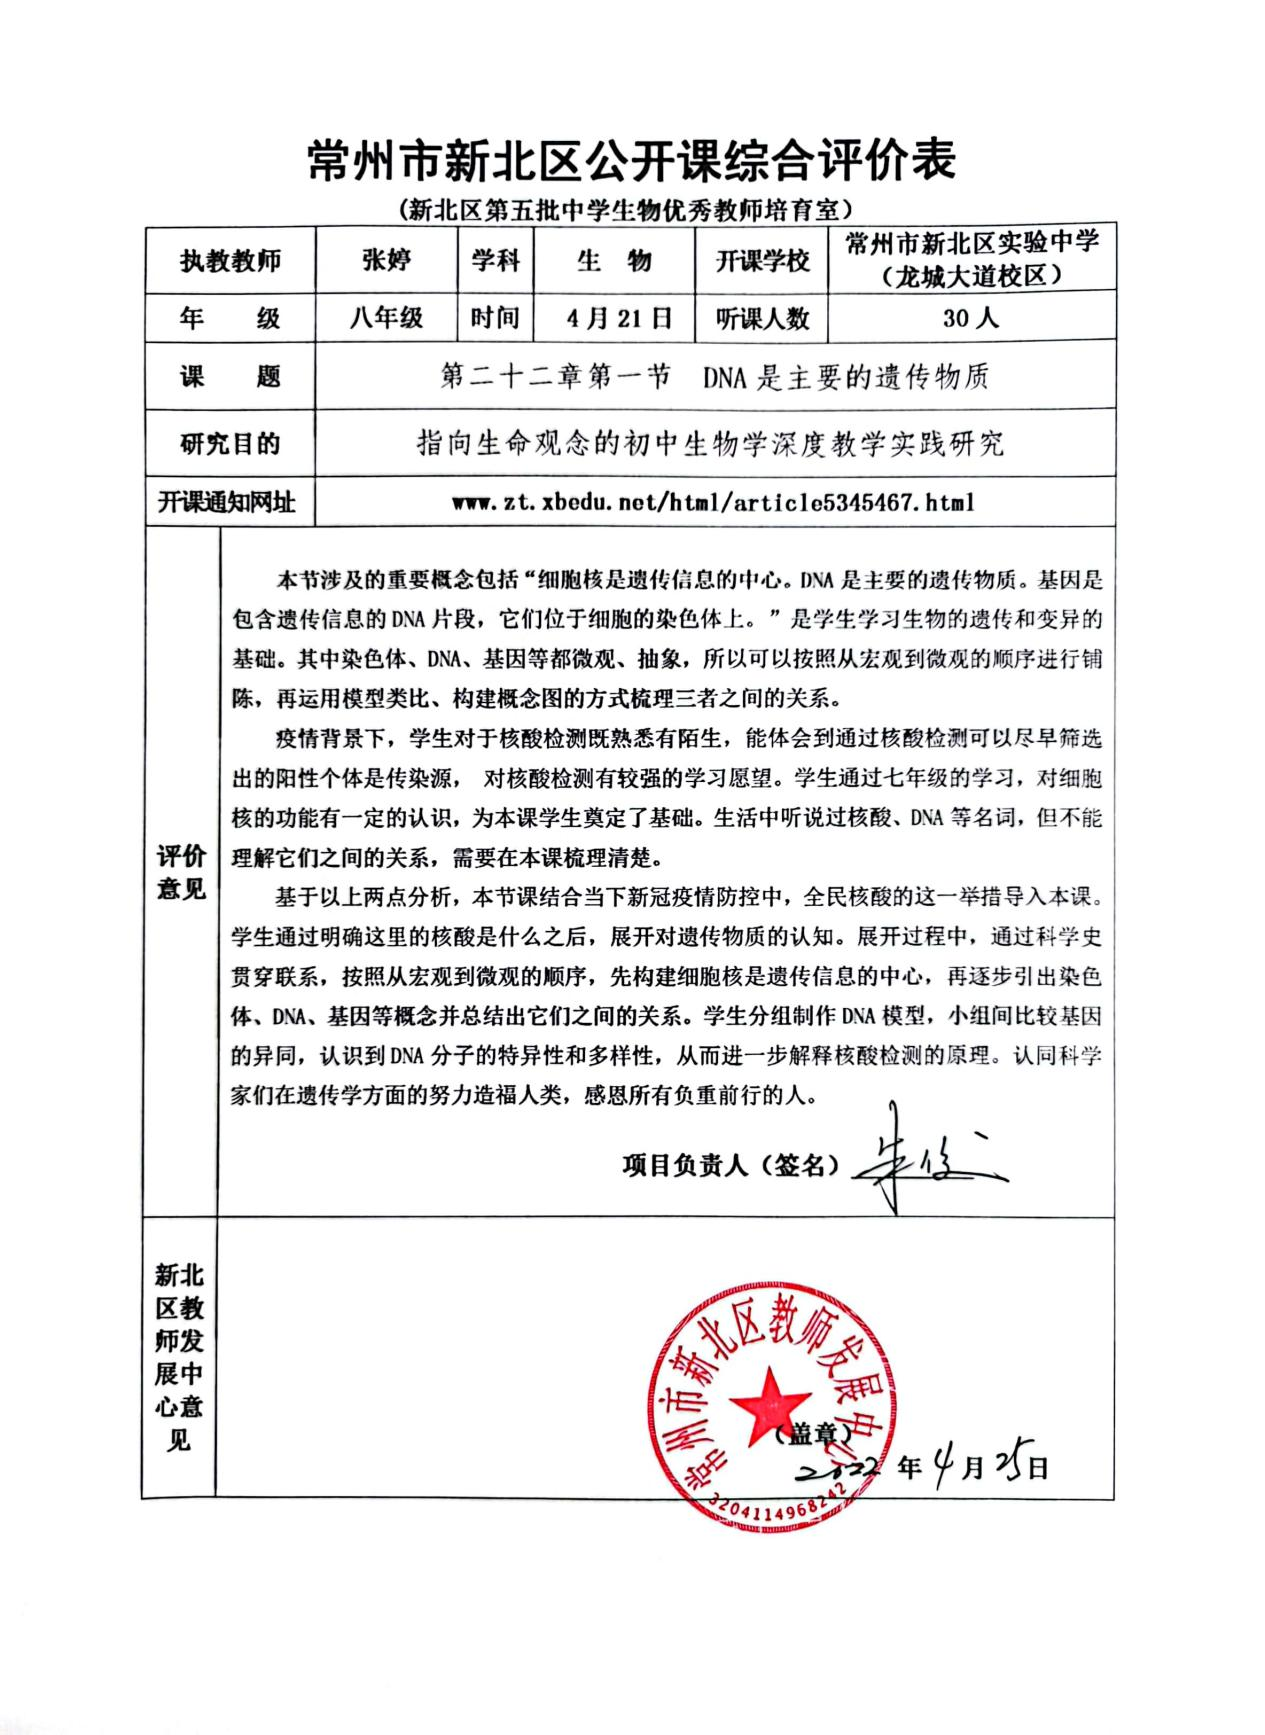 常州市新北区公开课综合评价表
(新北区第五批中学生物优秀教师培育室)
执教教师 张婷 学科 生 物 开课学校 常州市新北区实验中学
（龙城大道校区）
年 级 八年级 时间 4 月 21 日 听课人数 30 人
课 题 第二十二章第一节 DNA 是主要的遗传物质
研究目的 指向生命观念的初中生物学深度教学实践研究
开课通知网址 www.zt.xbedu.net/html/article5345467.html
评价
意见
本节涉及的重要概念包括“细胞核是遗传信息的中心。DNA 是主要的遗传物质。基因是
包含遗传信息的 DNA 片段，它们位于细胞的染色体上。”是学生学习生物的遗传和变异的
基础。其中染色体、DNA、基因等都微观、抽象，所以可以按照从宏观到微观的顺序进行铺
陈，再运用模型类比、构建概念图的方式梳理三者之间的关系。
疫情背景下，学生对于核酸检测既熟悉有陌生，能体会到通过核酸检测可以尽早筛选
出的阳性个体是传染源， 对核酸检测有较强的学习愿望。学生通过七年级的学习，对细胞
核的功能有一定的认识，为本课学生奠定了基础。生活中听说过核酸、DNA 等名词，但不能
理解它们之间的关系，需要在本课梳理清楚。
基于以上两点分析，本节课结合当下新冠疫情防控中，全民核酸的这一举措导入本课。
学生通过明确这里的核酸是什么之后，展开对遗传物质的认知。展开过程中，通过科学史
贯穿联系，按照从宏观到微观的顺序，先构建细胞核是遗传信息的中心，再逐步引出染色
体、DNA、基因等概念并总结出它们之间的关系。学生分组制作 DNA 模型，小组间比较基因
的异同，认识到 DNA 分子的特异性和多样性，从而进一步解释核酸检测的原理。认同科学
家们在遗传学方面的努力造福人类，感恩所有负重前行的人。
项目负责人（签名）
新北
区教
师发
展中
心意
见
常州市新北区教师发展中心
（盖章）
2022 年 4 月 25 日
3204114968242